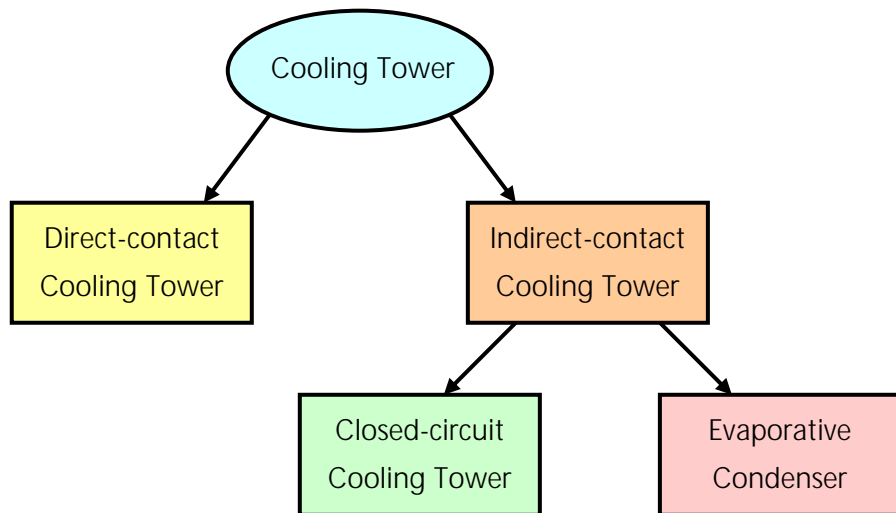 Cooling Tower
Direct-contact
Cooling Tower
Indirect-contact
Cooling Tower
Closed-circuit
Cooling Tower
Evaporative
Condenser